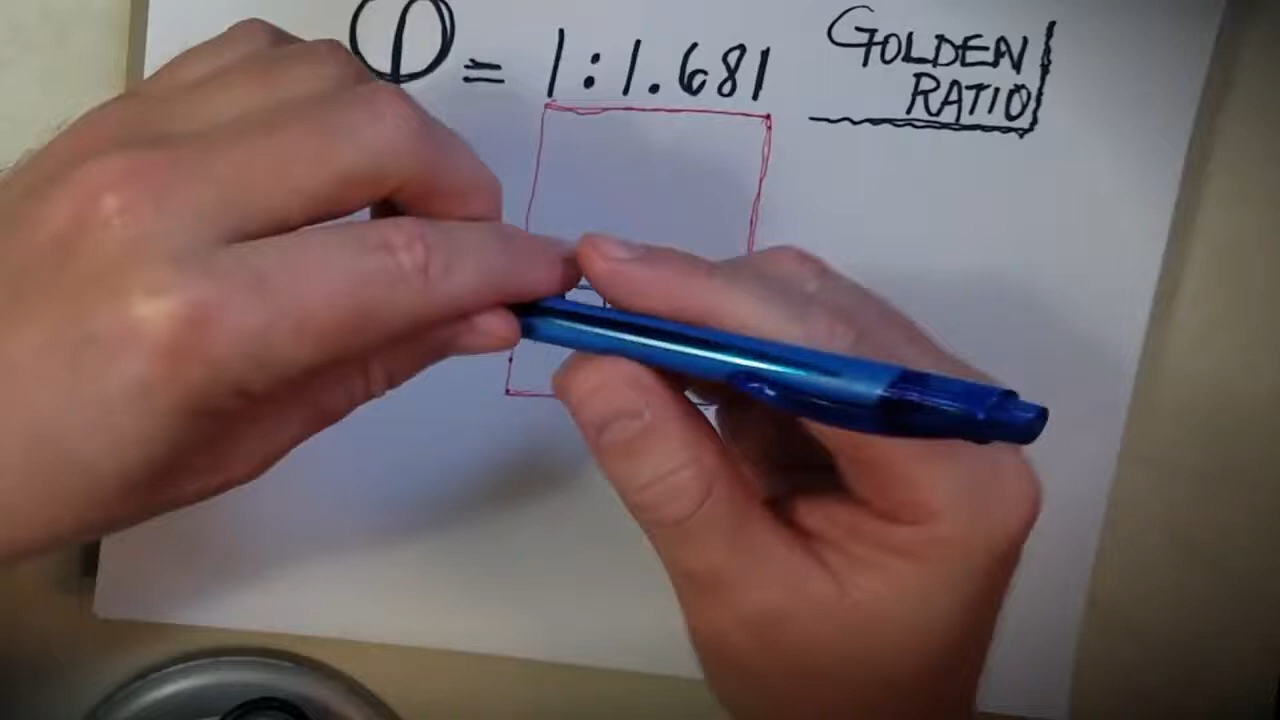 Φ = 1:1.681
GOLDEN
RATIO